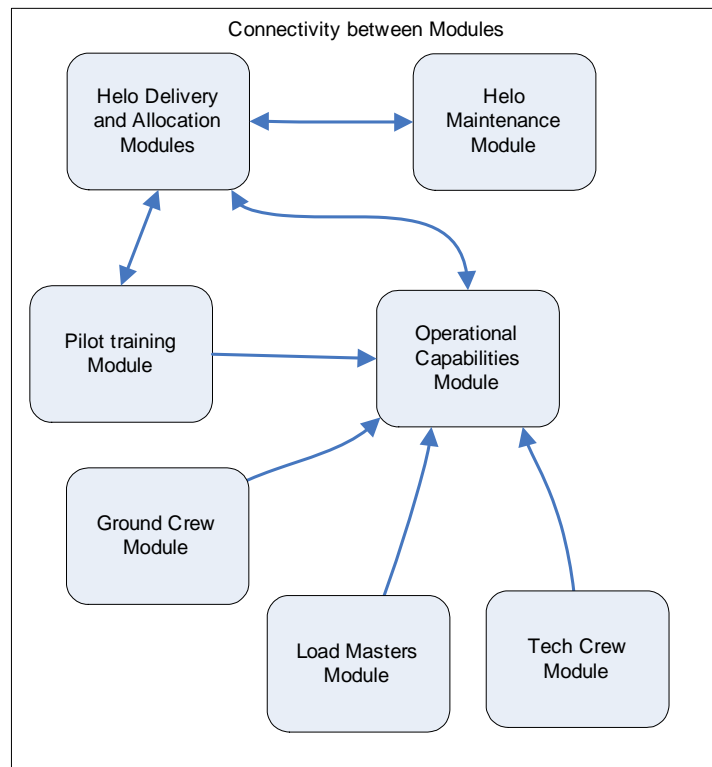 Connectivity between Modules
Helo Delivery
and Allocation
Modules
Helo
Maintenance
Module
Pilot training
Module
Operational
Capabilities
Module
Ground Crew
Module
Load Masters
Module
Tech Crew
Module